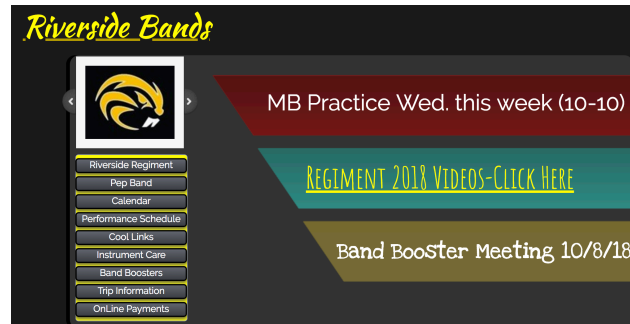 Riverside Bands
MB Practice Wed. this week (10-10)
Regiment 2018 Videos-Click Here
Band Booster Meeting 10/8/18
Riverside Regiment
Pep Band
Calendar
Performance Schedule
Cool Links
Instrument Care
Band Boosters
Trip Information
OnLine Payments